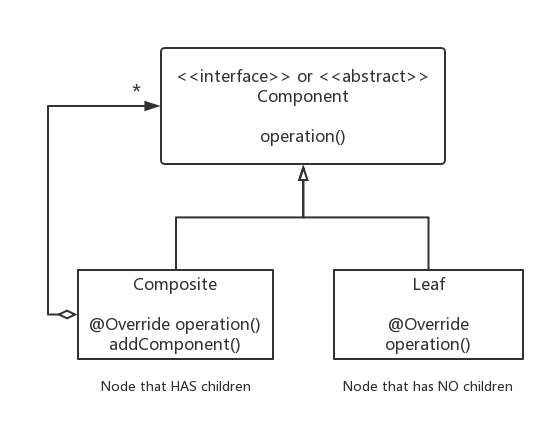 *
<<interface>> or <<abstract>>
Component
operation()
Composite
@Override operation()
addComponent()
Leaf
@Override
operation()
Node that HAS children
Node that has NO children